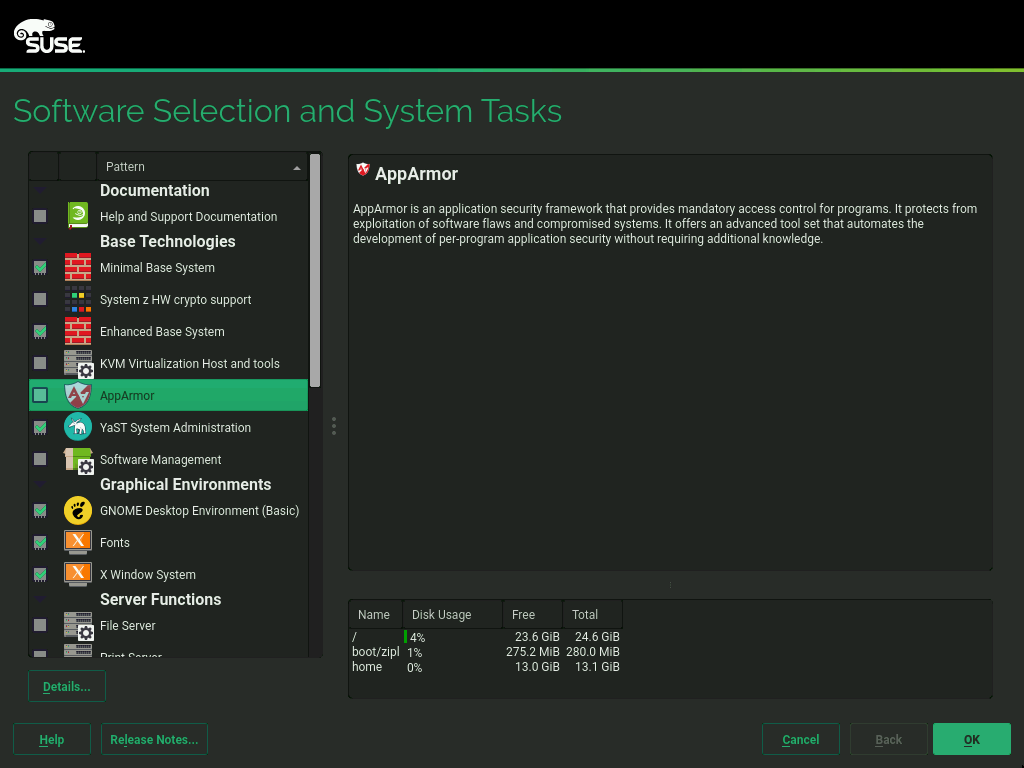 SUSE
Software Selection and System Tasks
Pattern
Documentation
Help and Support Documentation
Base Technologies
Minimal Base System
System z HW crypto support
Enhanced Base System
KVM Virtualization Host and tools
AppArmor
YaST System Administration
Software Management
Graphical Environments
GNOME Desktop Environment (Basic)
Fonts
X Window System
Server Functions
File Server
Print Server
Details...
AppArmor
AppArmor is an application security framework that provides mandatory access control for programs. It protects from
exploitation of software flaws and compromised systems. It offers an advanced tool set that automates the
development of per-program application security without requiring additional knowledge.
Name Disk Usage Free Total
/ 4% 23.6 GiB 24.6 GiB
boot/zipl 1% 275.2 MiB 280.0 MiB
home 0% 13.0 GiB 13.1 GiB
Help Release Notes... Cancel Back OK